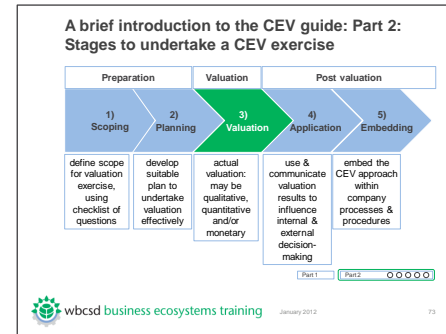 A brief introduction to the CEV guide: Part 2:
Stages to undertake a CEV exercise
Preparation
Valuation
Post valuation
1)
Scoping
2)
Planning
3)
Valuation
4)
Application
5)
Embedding
define scope
for valuation
exercise,
using
checklist of
questions
develop
suitable
plan to
undertake
valuation
effectively
actual
valuation:
may be
qualitative,
quantitative
and/or
monetary
use &
communicate
valuation
results to
influence
internal &
external
decision-
making
embed the
CEV approach
within
company
processes &
procedures
Part 1
Part 2
wbcsd business ecosystems training
January 2012
73